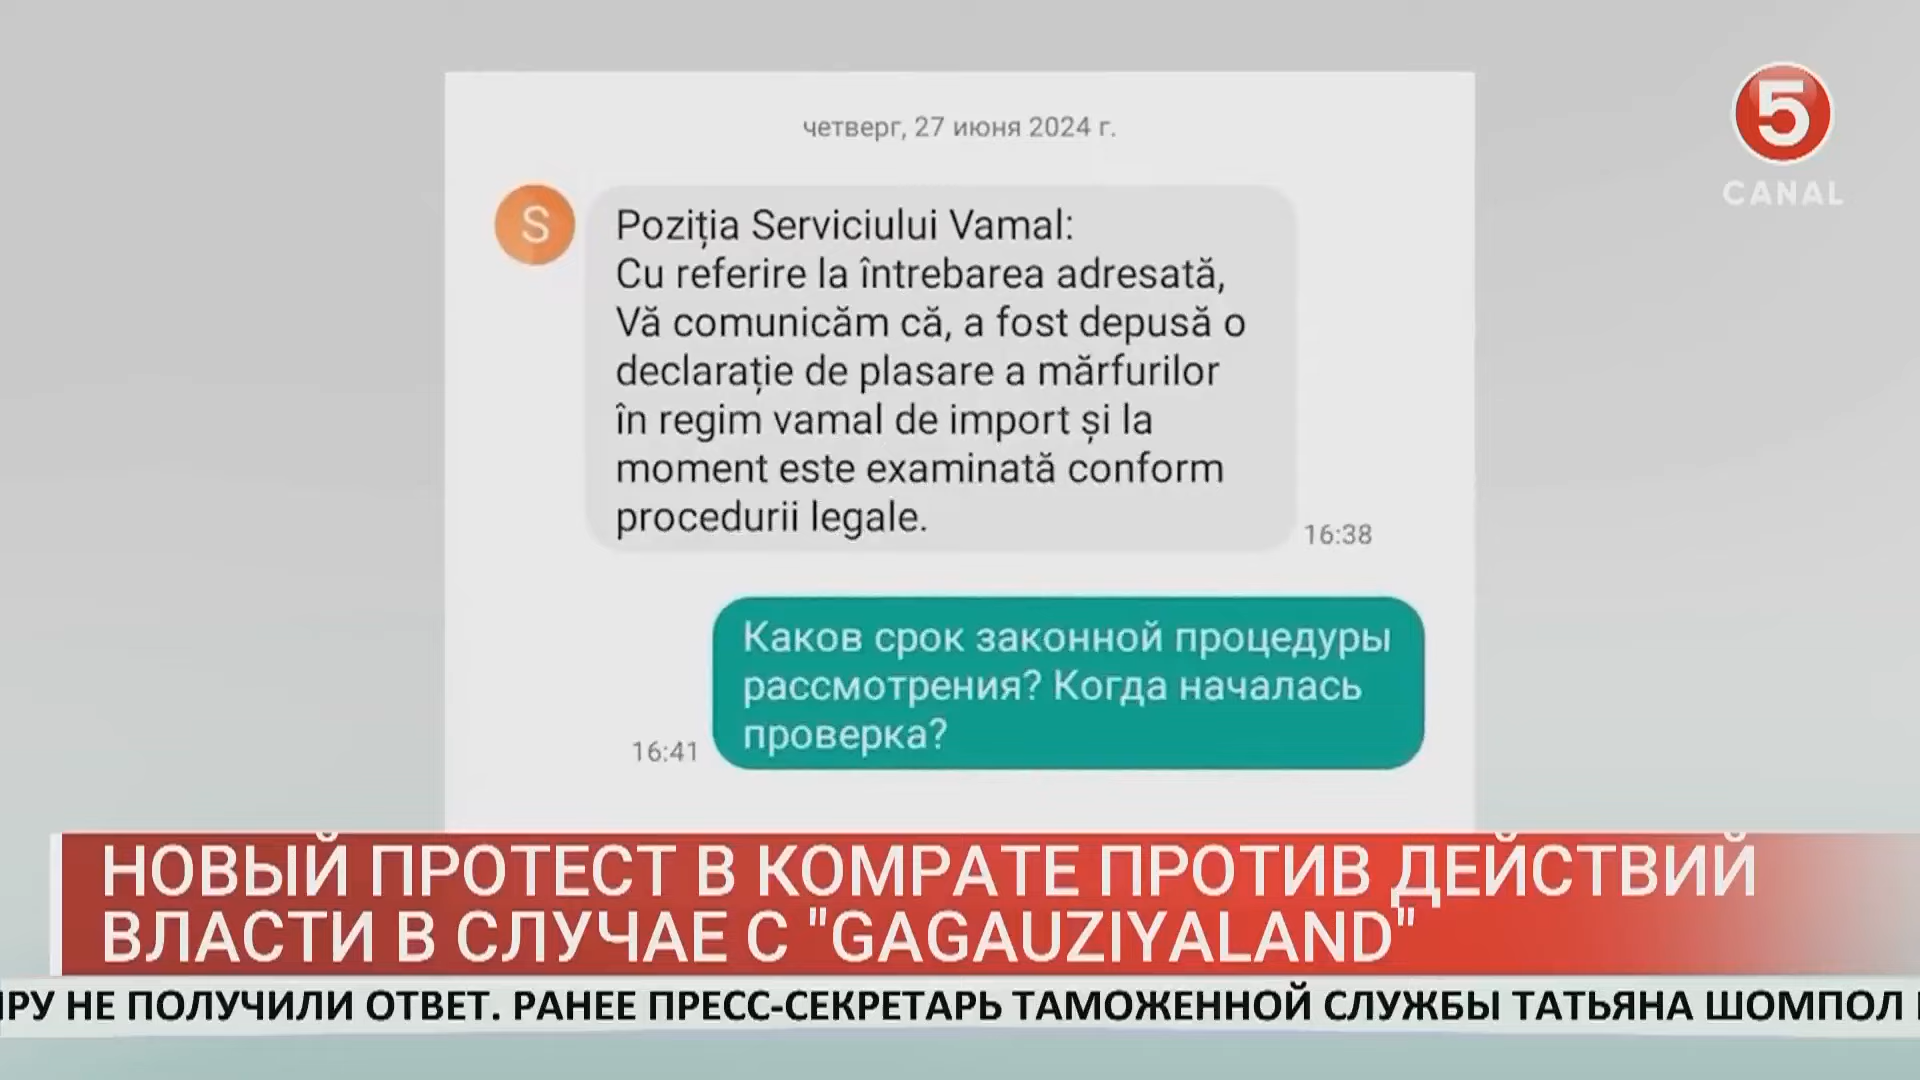 5
CANAL
четверг, 27 июня 2024 г.
S
Poziția Serviciului Vamal:
Cu referire la întrebarea adresată,
Vă comunicăm că, a fost depusă o
declarație de plasare a mărfurilor
în regim vamal de import și la
moment este examinată conform
procedurii legale.
16:38
Каков срок законной процедуры
рассмотрения? Когда началась
проверка?
16:41
НОВЫЙ ПРОТЕСТ В КОМРАТЕ ПРОТИВ ДЕЙСТВИЙ
ВЛАСТИ В СЛУЧАЕ С "GAGAUZIYALAND"
НЕ ПОЛУЧИЛИ ОТВЕТ. РАНЕЕ ПРЕСС-СЕКРЕТАРЬ ТАМОЖЕННОЙ СЛУЖБЫ ТАТЬЯНА ШОМПОЛ